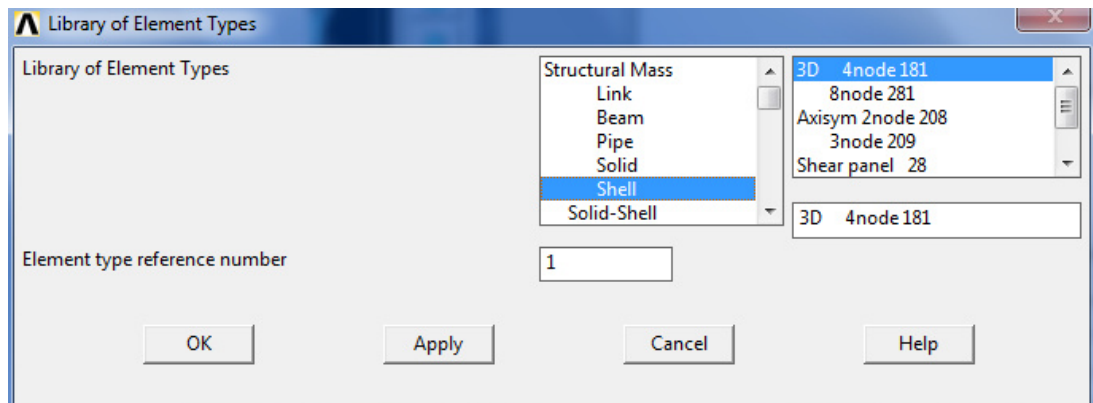 Library of Element Types
Library of Element Types
Structural Mass
Link
Beam
Pipe
Solid
Shell
Solid-Shell
3D 4node 181
8node 281
Axisym 2node 208
3node 209
Shear panel 28
3D 4node 181
Element type reference number
1
OK
Apply
Cancel
Help